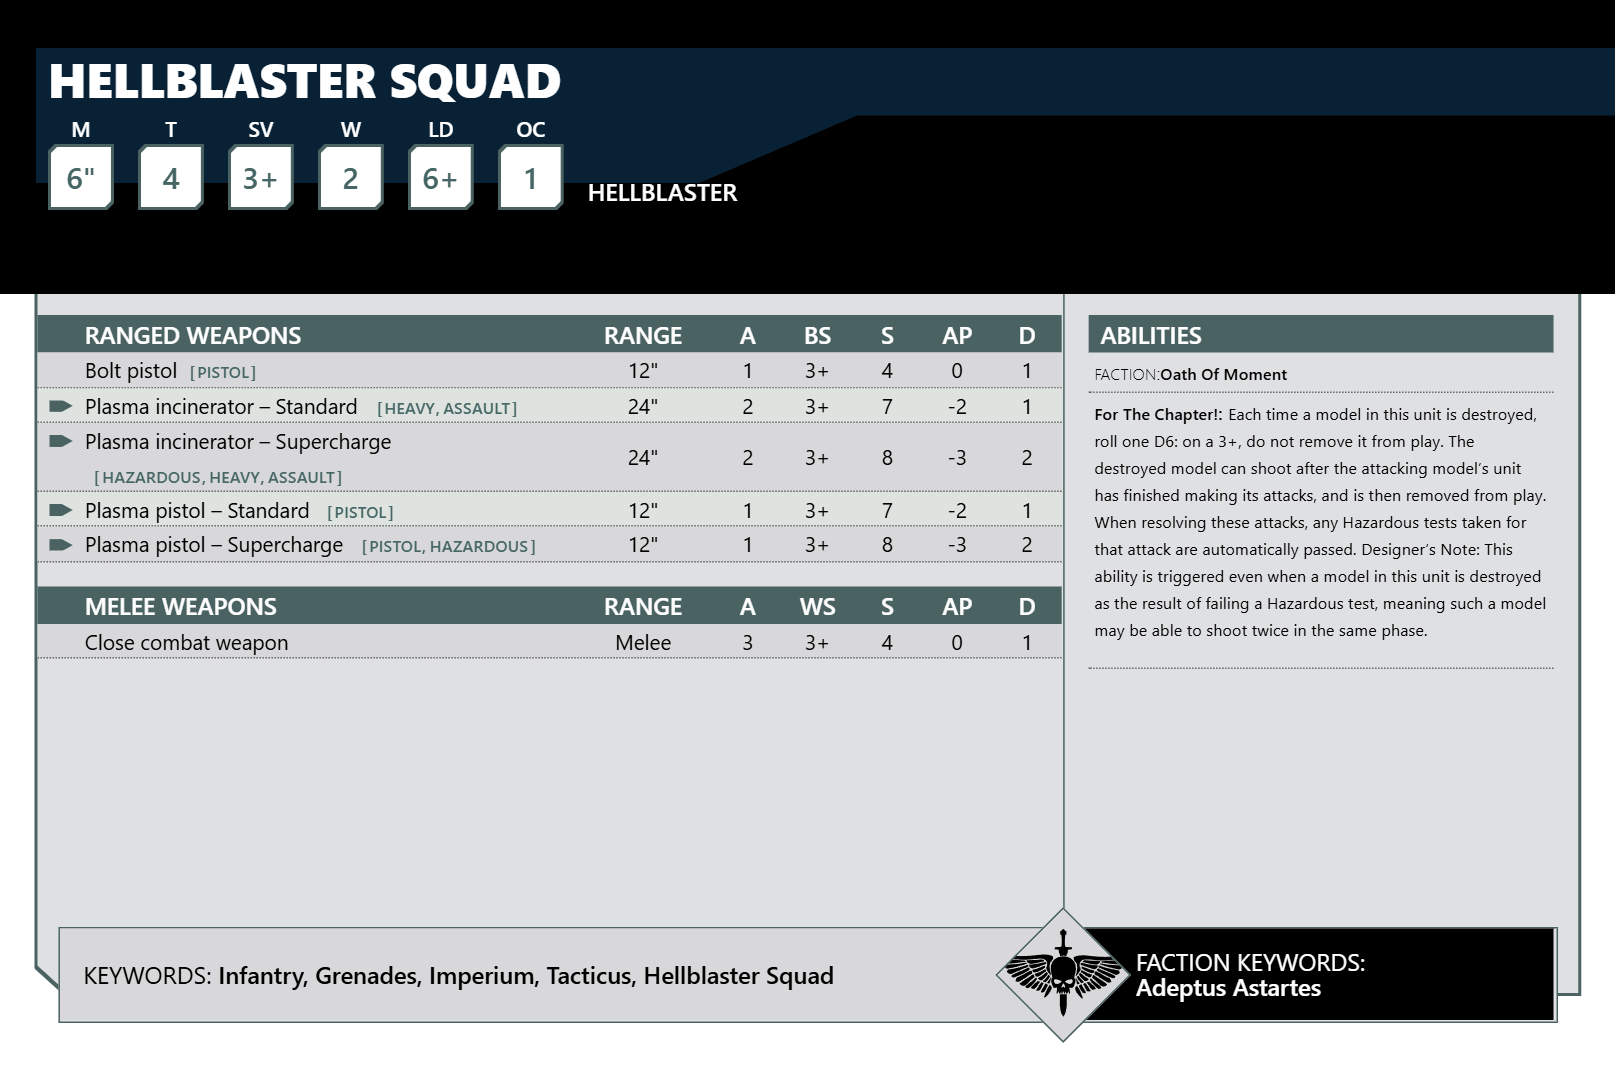 HELLBLASTER SQUAD
M T SV W LD OC
6" 4 3+ 2 6+ 1 HELLBLASTER
RANGED WEAPONS RANGE A BS S AP D
Bolt pistol [PISTOL] 12" 1 3+ 4 0 1
Plasma incinerator – Standard [HEAVY, ASSAULT] 24" 2 3+ 7 -2 1
Plasma incinerator – Supercharge
[HAZARDOUS, HEAVY, ASSAULT] 24" 2 3+ 8 -3 2
Plasma pistol – Standard [PISTOL] 12" 1 3+ 7 -2 1
Plasma pistol – Supercharge [PISTOL, HAZARDOUS] 12" 1 3+ 8 -3 2
MELEE WEAPONS RANGE A WS S AP D
Close combat weapon Melee 3 3+ 4 0 1
ABILITIES
FACTION:Oath Of Moment
For The Chapter!: Each time a model in this unit is destroyed,
roll one D6: on a 3+, do not remove it from play. The
destroyed model can shoot after the attacking model's unit
has finished making its attacks, and is then removed from play.
When resolving these attacks, any Hazardous tests taken for
that attack are automatically passed. Designer's Note: This
ability is triggered even when a model in this unit is destroyed
as the result of failing a Hazardous test, meaning such a model
may be able to shoot twice in the same phase.
KEYWORDS: Infantry, Grenades, Imperium, Tacticus, Hellblaster Squad
FACTION KEYWORDS:
Adeptus Astartes